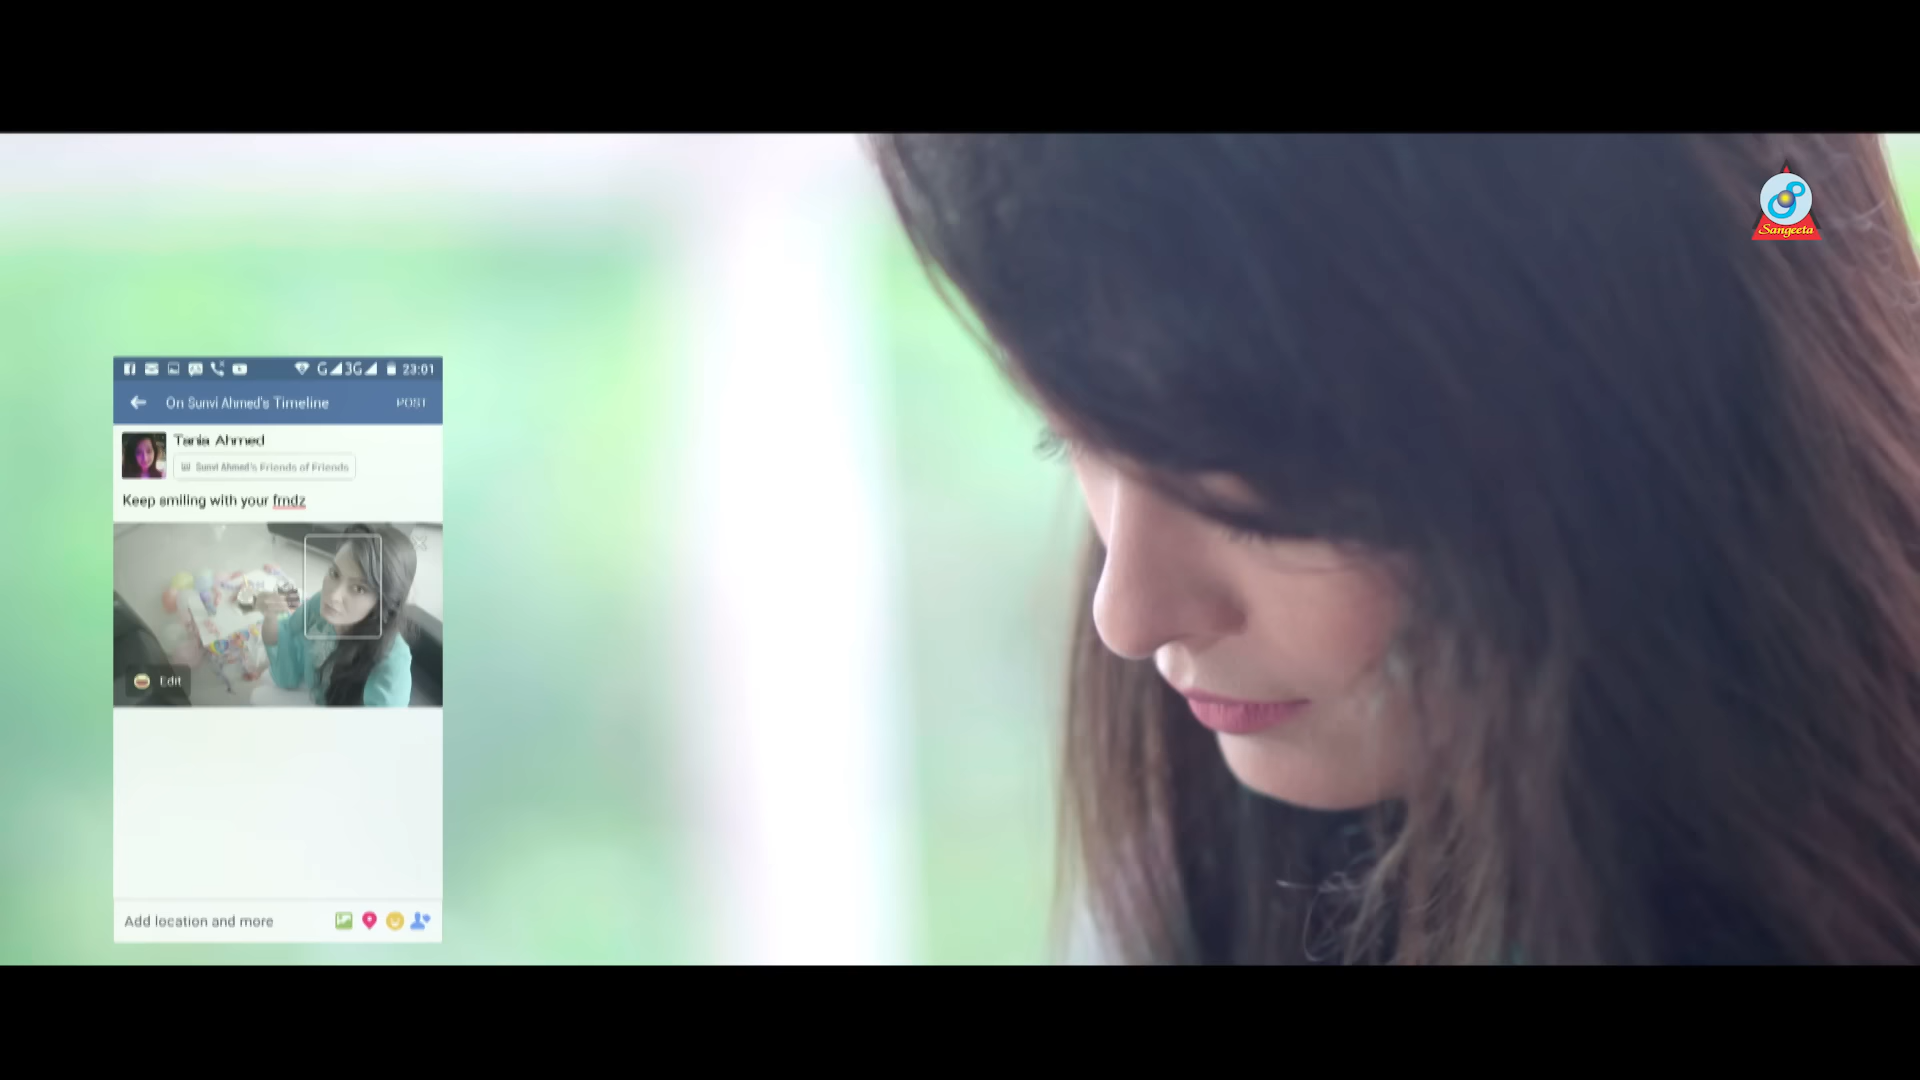 G 3G 23:01
On Sunvi Ahmed's Timeline POST
Tania Ahmed
Sunvi Ahmed's Friends of Friends
Keep smiling with your frndz
Edit
Add location and more
Sangeeta